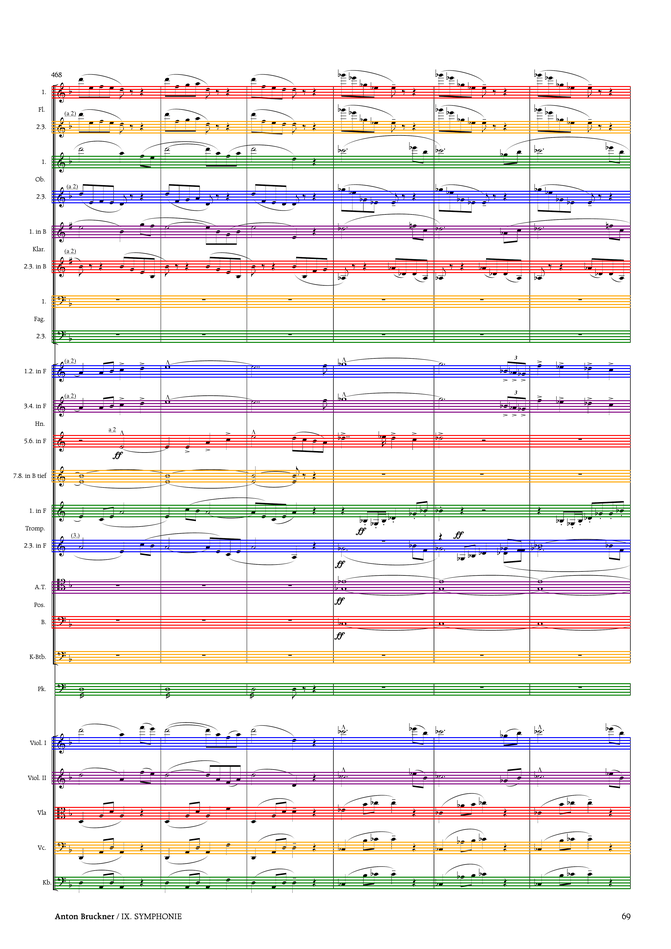 468
1.
Fl.
(a 2)
2.3.
1.
Ob.
(a 2)
2.3.
1. in B
Klar.
(a 2)
2.3. in B
1.
Fag.
2.3.
(a 2)
1.2. in F
(a 2)
3.4. in F
Hn.
a 2
5.6. in F
ff
7.8. in B tief
1. in F
ff ff
Tromp.
(3.)
2.3. in F
ff
A.T.
Pos.
ff
B.
ff
K-Btb.
Pk.
Viol. I
Viol. II
Vla
Vc.
Kb.
Anton Bruckner / IX. SYMPHONIE 69